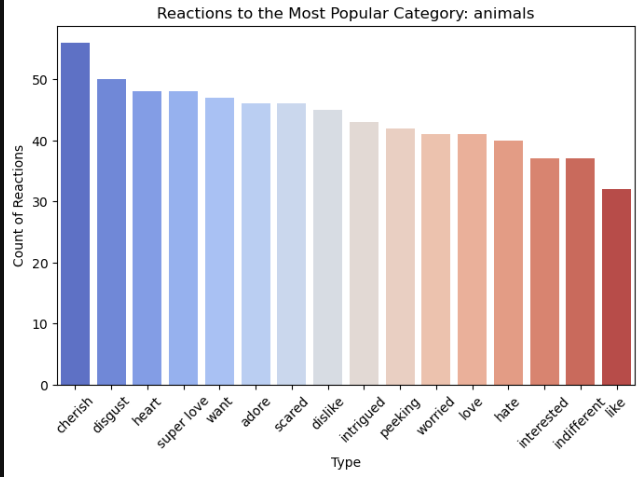 Reactions to the Most Popular Category: animals
Count of Reactions
50
40
30
20
10
0
cherish
disgust
heart
super love
want
adore
scared
dislike
intrigued
peeking
worried
love
hate
interested
indifferent
like
Type